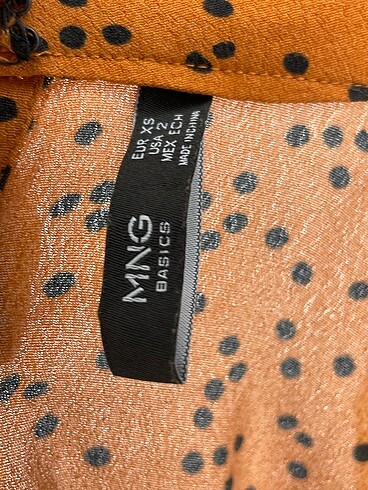 MNG
BASICS
EUR XS
USA 2
MEX ECH
MADE IN CHINA